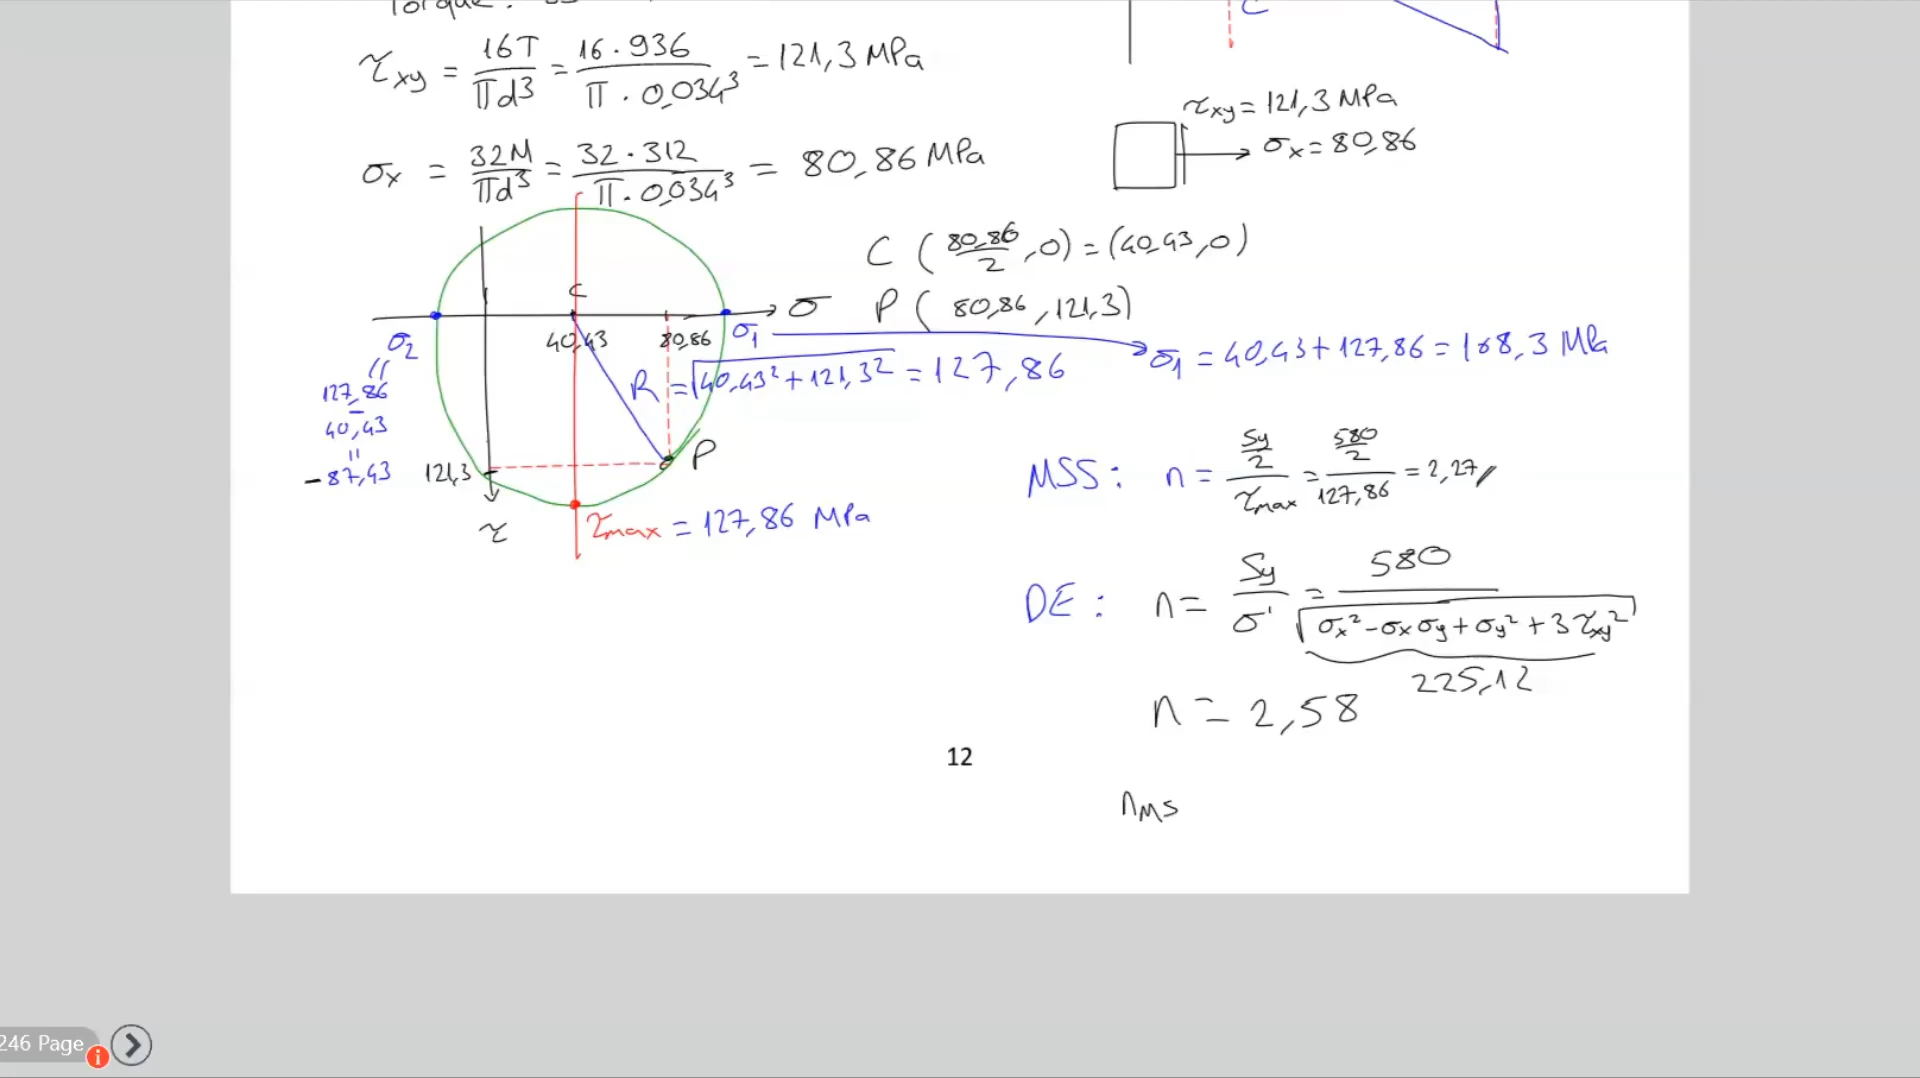 Torque :
τxy = 16T/πd³ = 16 · 936/π · 0,034³ = 121,3 MPa
τxy = 121,3 MPa
σx = 80,86
σx = 32M/πd³ = 32 · 312/π · 0,034³ = 80,86 MPa
C (80,86/2 , 0) = (40,43 , 0)
P (80,86 , 121,3)
C
σ
σ2
40,43
80,86
σ1
σ1 = 40,43 + 127,86 = 168,3 MPa
R = √40,43² + 121,3² = 127,86
127,86
–
40,43
=
-87,43
121,3
P
τ
τmax = 127,86 MPa
MSS : n = Sy/2/τmax = 580/2/127,86 = 2,27
DE : n = Sy/σ' = 580/√σx² - σxσy + σy² + 3τxy²
225,12
n = 2,58
12
nMS
246 Page